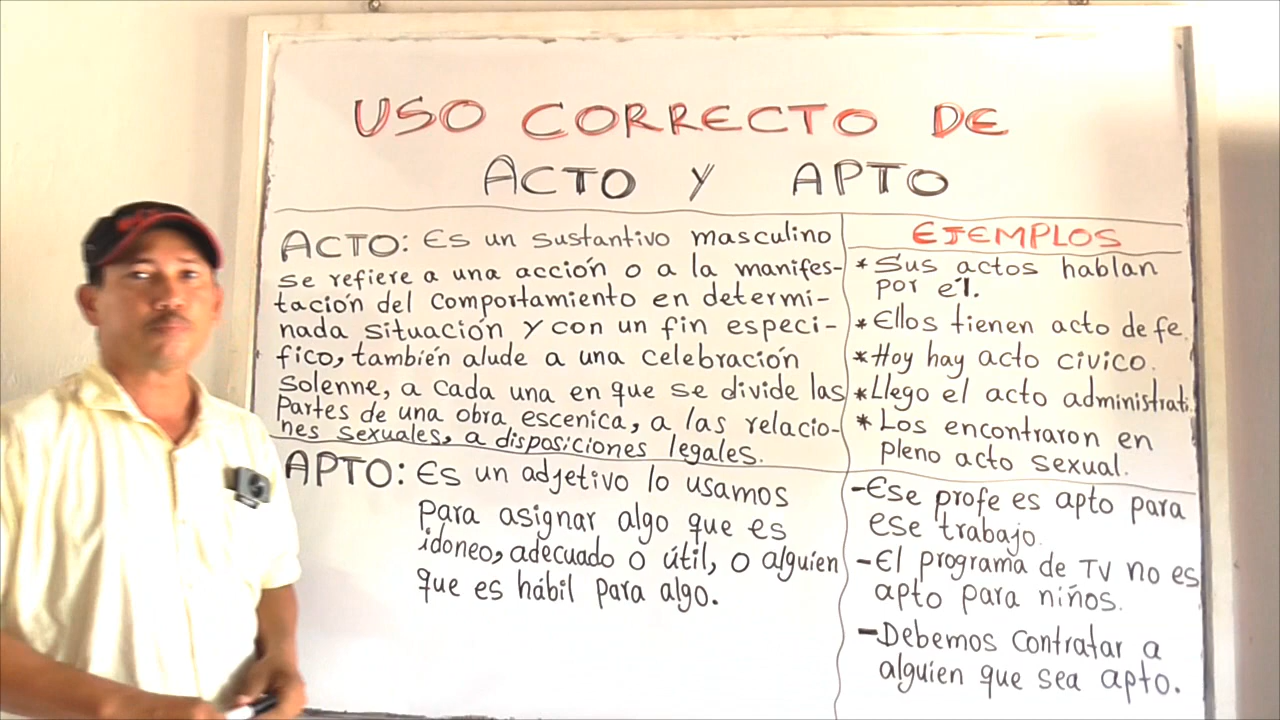 USO CORRECTO DE
ACTO Y APTO
ACTO: Es un sustantivo masculino
se refiere a una acción o a la manifes-
tación del comportamiento en determi-
nada situación y con un fin especi-
fico, también alude a una celebración
solenne, a cada una en que se divide las
partes de una obra escenica, a las relacio-
nes sexuales, a disposiciones legales.
EJEMPLOS
* Sus actos hablan
por él.
* Ellos tienen acto de fe.
* Hoy hay acto cívico.
* Llego el acto administrati.
* Los encontraron en
pleno acto sexual.
APTO: Es un adjetivo lo usamos
para asignar algo que es
idoneo, adecuado o útil, o alguien
que es hábil para algo.
- Ese profe es apto para
ese trabajo.
- El programa de TV no es
apto para niños.
- Debemos contratar a
alguien que sea apto.